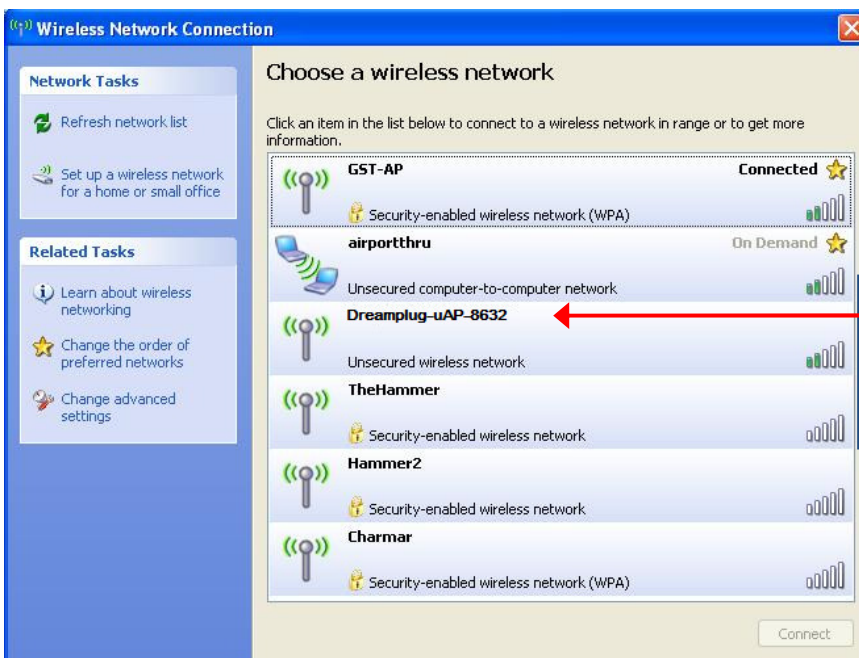 Wireless Network Connection
Network Tasks
Refresh network list
Set up a wireless network
for a home or small office
Related Tasks
Learn about wireless
networking
Change the order of
preferred networks
Change advanced
settings
Choose a wireless network
Click an item in the list below to connect to a wireless network in range or to get more
information.
GST-AP
Connected
Security-enabled wireless network (WPA)
airportthru
On Demand
Unsecured computer-to-computer network
Dreamplug-uAP-8632
Unsecured wireless network
TheHammer
Security-enabled wireless network
Hammer2
Security-enabled wireless network
Charmar
Security-enabled wireless network (WPA)
Connect